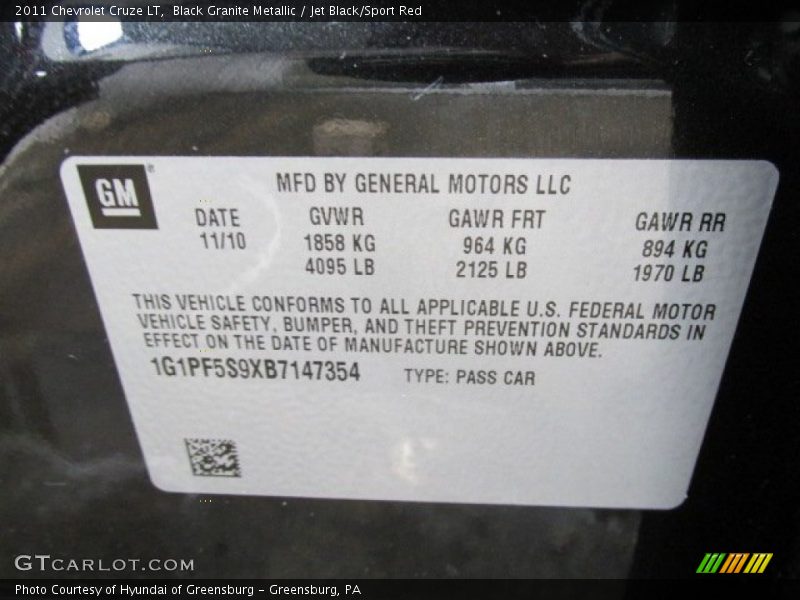 2011 Chevrolet Cruze LT,  Black Granite Metallic / Jet Black/Sport Red
GM®
MFD BY GENERAL MOTORS LLC
DATE GVWR GAWR FRT GAWR RR
11/10 1858 KG 964 KG 894 KG
4095 LB 2125 LB 1970 LB
THIS VEHICLE CONFORMS TO ALL APPLICABLE U.S. FEDERAL MOTOR
VEHICLE SAFETY, BUMPER, AND THEFT PREVENTION STANDARDS IN
EFFECT ON THE DATE OF MANUFACTURE SHOWN ABOVE.
1G1PF5S9XB7147354 TYPE: PASS CAR
GTCARLOT.COM
Photo Courtesy of Hyundai of Greensburg – Greensburg, PA